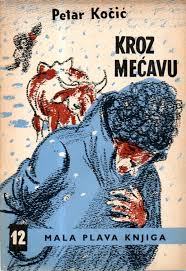 Petar Kočić
KROZ
MEĆAVU
12 MALA PLAVA KNJIGA